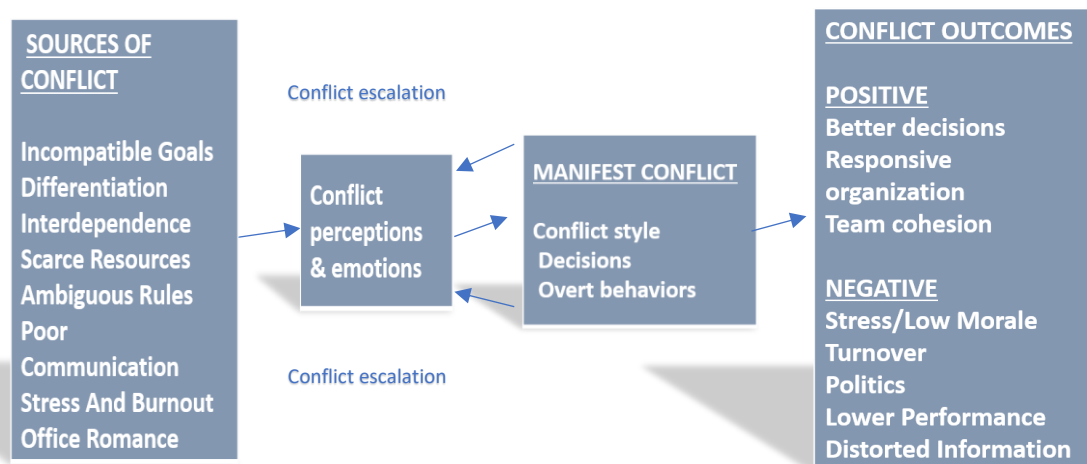 SOURCES OF
CONFLICT
Incompatible Goals
Differentiation
Interdependence
Scarce Resources
Ambiguous Rules
Poor
Communication
Stress And Burnout
Office Romance
Conflict escalation
Conflict
perceptions
& emotions
Conflict escalation
MANIFEST CONFLICT
Conflict style
Decisions
Overt behaviors
CONFLICT OUTCOMES
POSITIVE
Better decisions
Responsive
organization
Team cohesion
NEGATIVE
Stress/Low Morale
Turnover
Politics
Lower Performance
Distorted Information